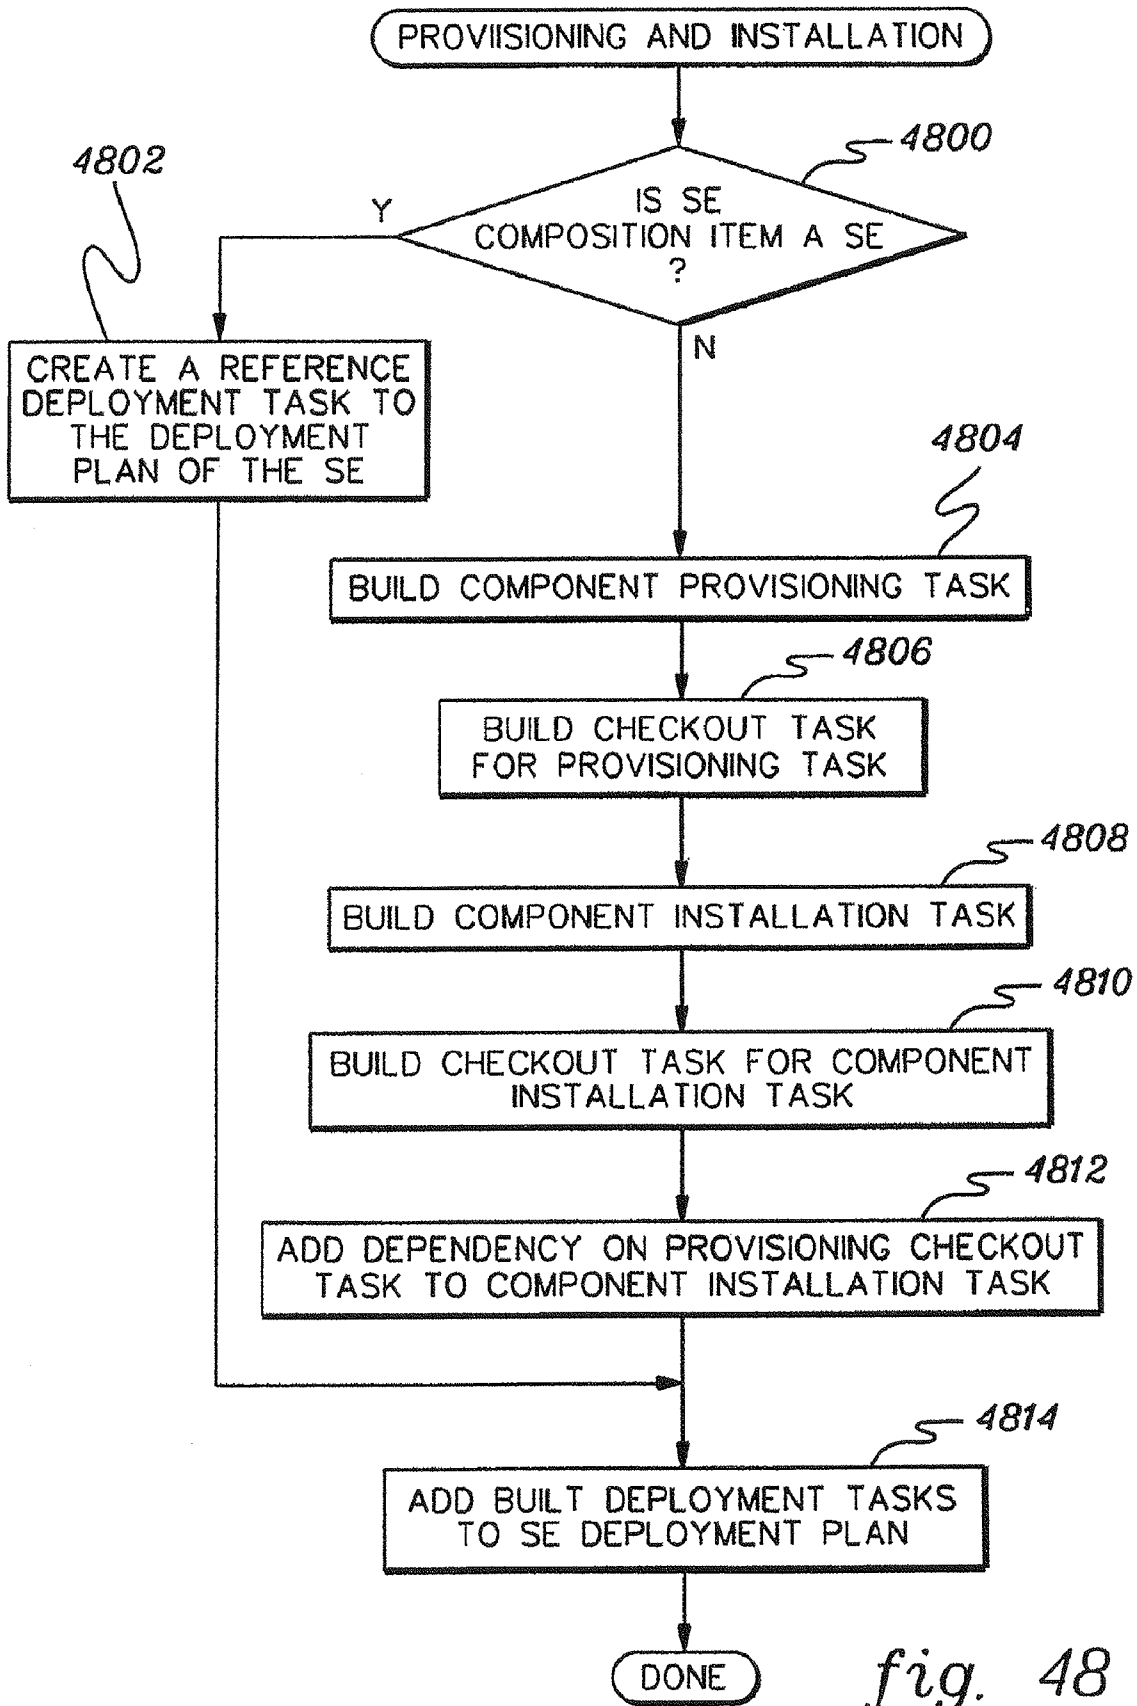 PROVIISIONING AND INSTALLATION
4800
4802
IS SE
COMPOSITION ITEM A SE
?
Y
N
CREATE A REFERENCE
DEPLOYMENT TASK TO
THE DEPLOYMENT
PLAN OF THE SE
4804
BUILD COMPONENT PROVISIONING TASK
4806
BUILD CHECKOUT TASK
FOR PROVISIONING TASK
4808
BUILD COMPONENT INSTALLATION TASK
4810
BUILD CHECKOUT TASK FOR COMPONENT
INSTALLATION TASK
4812
ADD DEPENDENCY ON PROVISIONING CHECKOUT
TASK TO COMPONENT INSTALLATION TASK
4814
ADD BUILT DEPLOYMENT TASKS
TO SE DEPLOYMENT PLAN
DONE
fig. 48